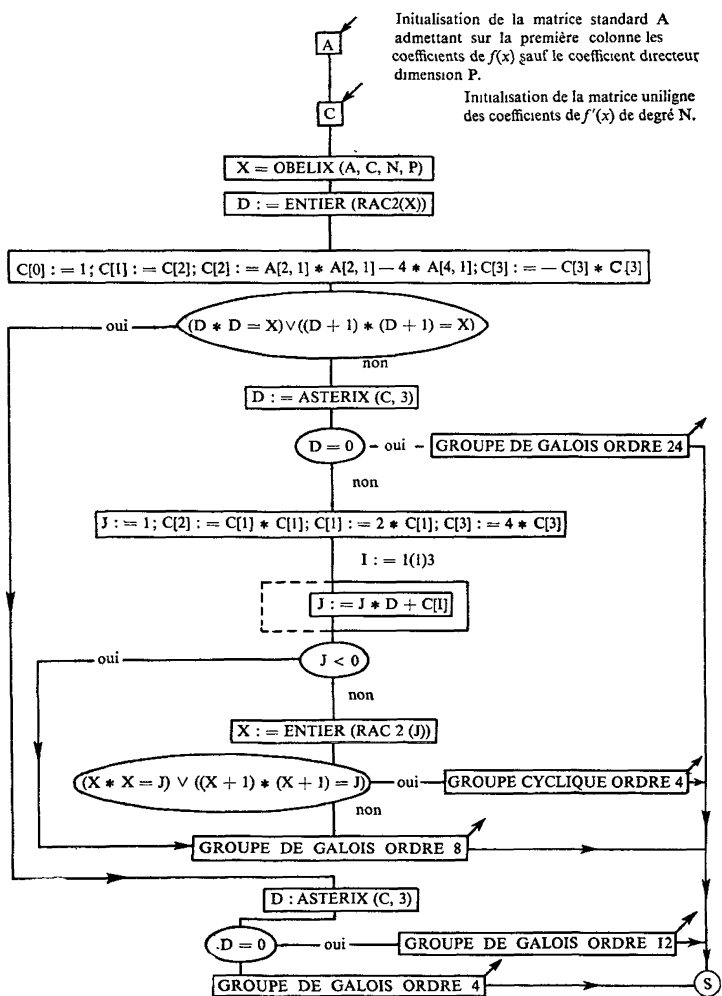 A
Initialisation de la matrice standard A
admettant sur la première colonne les
coefficients de f(x) sauf le coefficient directeur
dimension P.
C
Initialisation de la matrice uniligne
des coefficients de f'(x) de degré N.
X = OBELIX (A, C, N, P)
D : = ENTIER (RAC2(X))
C[0] : = 1; C[1] : = C[2]; C[2] : = A[2, 1] * A[2, 1] — 4 * A[4, 1]; C[3] : = — C[3] * C[3]
oui
(D * D = X) ∨ ((D + 1) * (D + 1) = X)
non
D : = ASTERIX (C, 3)
D = 0
oui
GROUPE DE GALOIS ORDRE 24
non
J : = 1; C[2] : = C[1] * C[1]; C[1] : = 2 * C[1]; C[3] : = 4 * C[3]
I : = 1(1)3
J : = J * D + C[I]
oui
J < 0
non
X : = ENTIER (RAC 2 (J))
(X * X = J) ∨ ((X + 1) * (X + 1) = J)
oui
GROUPE CYCLIQUE ORDRE 4
non
GROUPE DE GALOIS ORDRE 8
D : ASTERIX (C, 3)
.D = 0
oui
GROUPE DE GALOIS ORDRE 12
GROUPE DE GALOIS ORDRE 4
S